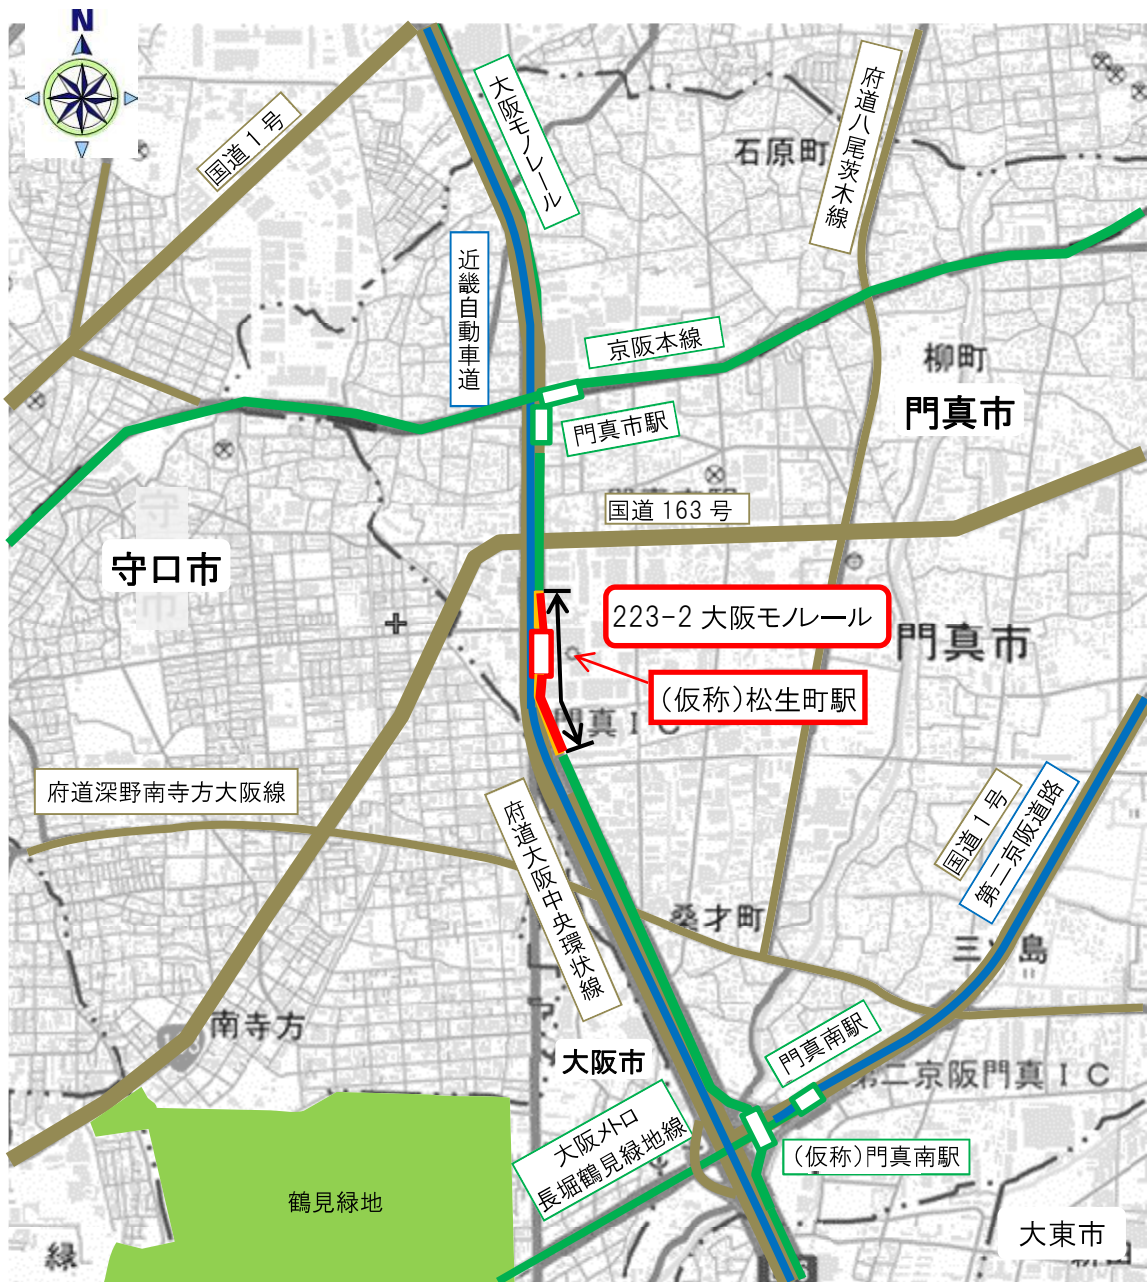 N
大阪モノレール
府道八尾茨木線
国道1号
石原町
近畿自動車道
京阪本線
柳町
門真市
門真市駅
国道 163 号
守口市
223-2 大阪モノレール
門真市
(仮称)松生町駅
門真ＩＣ
府道深野南寺方大阪線
国道1号
第二京阪道路
府道大阪中央環状線
桑才町
三ツ島
南寺方
門真南駅
大阪市
第二京阪門真ＩＣ
大阪メトロ
長堀鶴見緑地線
(仮称)門真南駅
鶴見緑地
大東市
緑